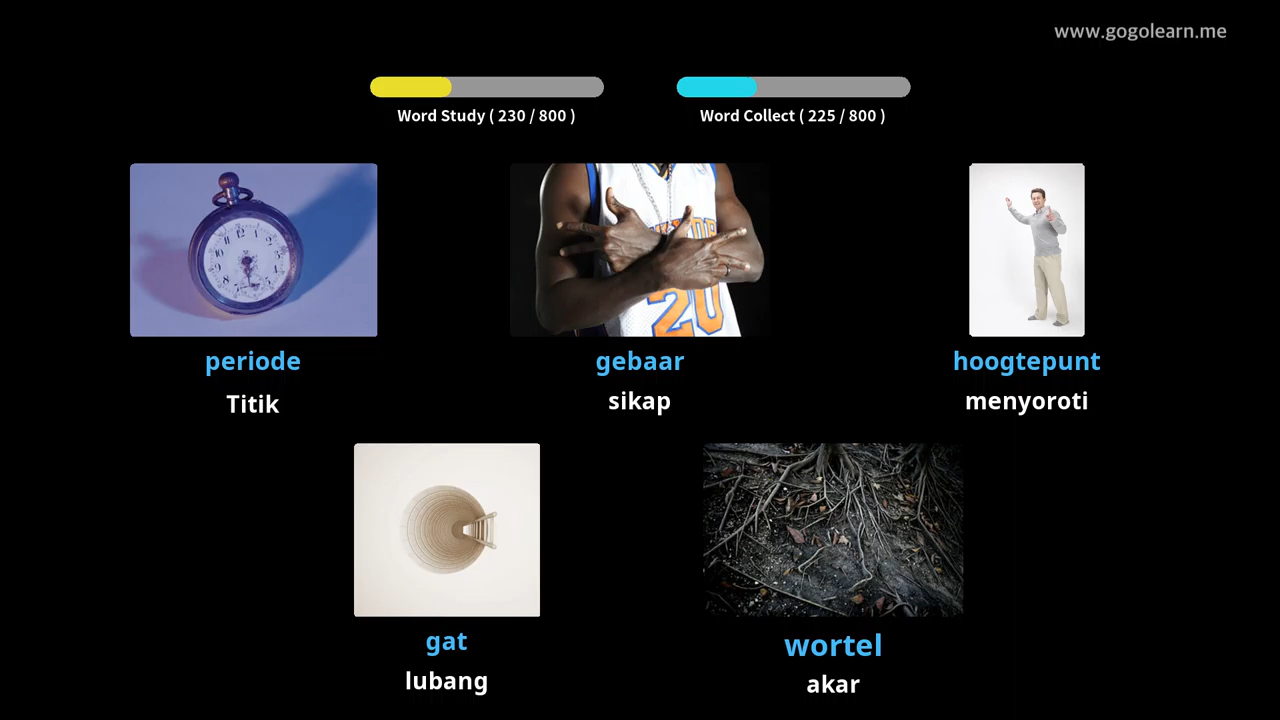 www.gogolearn.me
Word Study ( 230 / 800 )
Word Collect ( 225 / 800 )
20
periode
gebaar
hoogtepunt
Titik
sikap
menyoroti
gat
wortel
lubang
akar